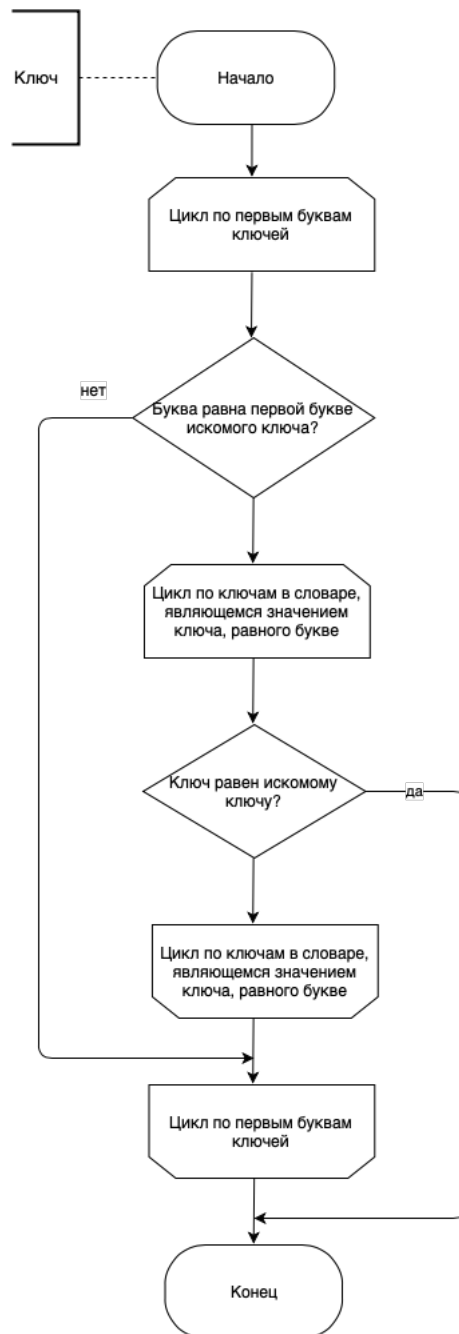 Ключ
Начало
Цикл по первым буквам
ключей
нет
Буква равна первой букве
искомого ключа?
Цикл по ключам в словаре,
являющемся значением
ключа, равного букве
Ключ равен искомому
ключу?
да
Цикл по ключам в словаре,
являющемся значением
ключа, равного букве
Цикл по первым буквам
ключей
Конец